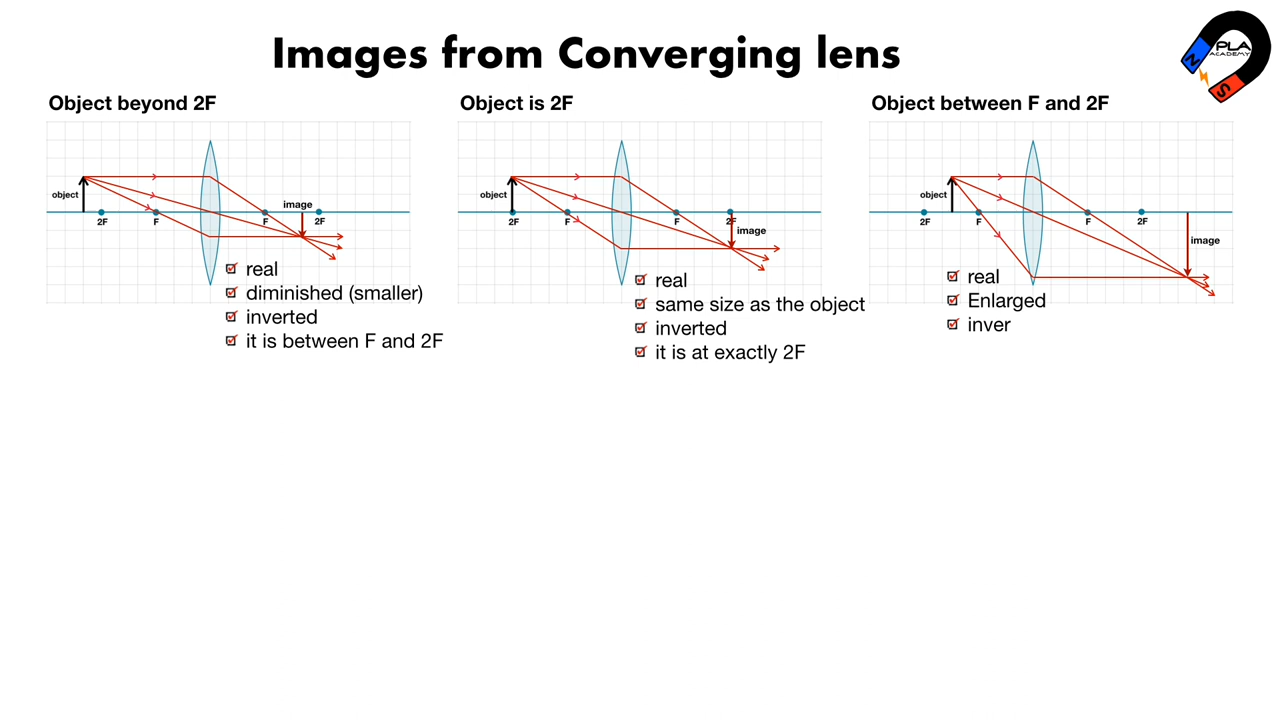 Images from Converging lens
PLA
ACADEMY
N
S
Object beyond 2F
object
2F
F
F
2F
image
real
diminished (smaller)
inverted
it is between F and 2F
Object is 2F
object
2F
F
F
2F
image
real
same size as the object
inverted
it is at exactly 2F
Object between F and 2F
object
2F
F
F
2F
image
real
Enlarged
inver